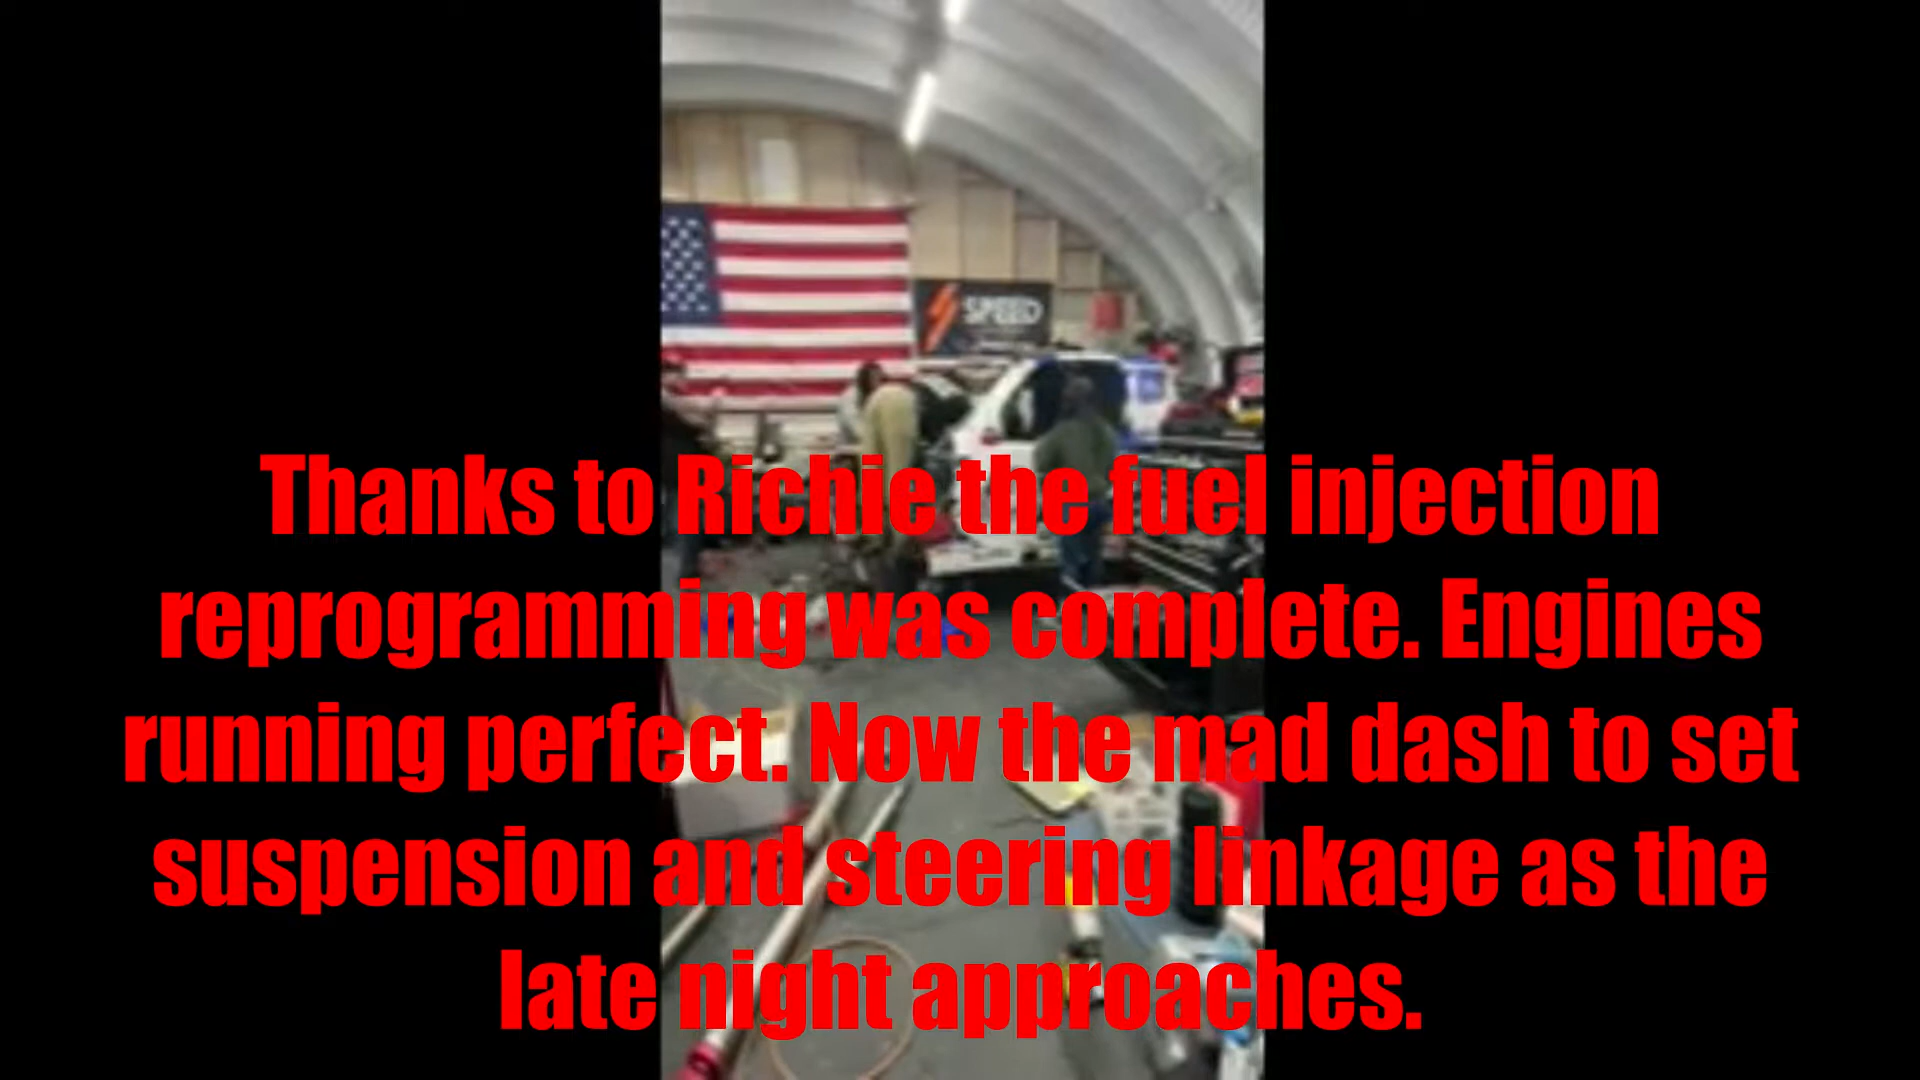 SPEED
Thanks to Richie the fuel injection
reprogramming was complete. Engines
running perfect. Now the mad dash to set
suspension and steering linkage as the
late night approaches.